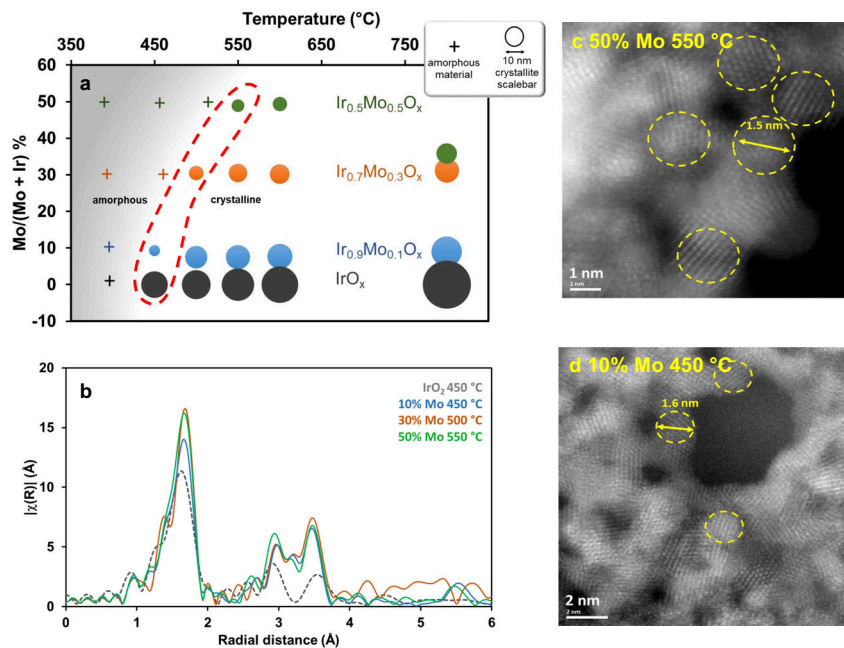 Temperature (°C)
350 450 550 650 750
amorphous
material
10 nm
crystallite
scalebar
Mo/(Mo + Ir) %
60
50
40
30
20
10
0
-10
a
Ir0.5Mo0.5Ox
Ir0.7Mo0.3Ox
amorphous
crystalline
Ir0.9Mo0.1Ox
IrOx
c 50% Mo 550 °C
1.5 nm
1 nm
1 nm
b
IrO2 450 °C
10% Mo 450 °C
30% Mo 500 °C
50% Mo 550 °C
|χ(R)| (Å)
20
15
10
5
0
0 1 2 3 4 5 6
Radial distance (Å)
d 10% Mo 450 °C
1.6 nm
2 nm
2 nm